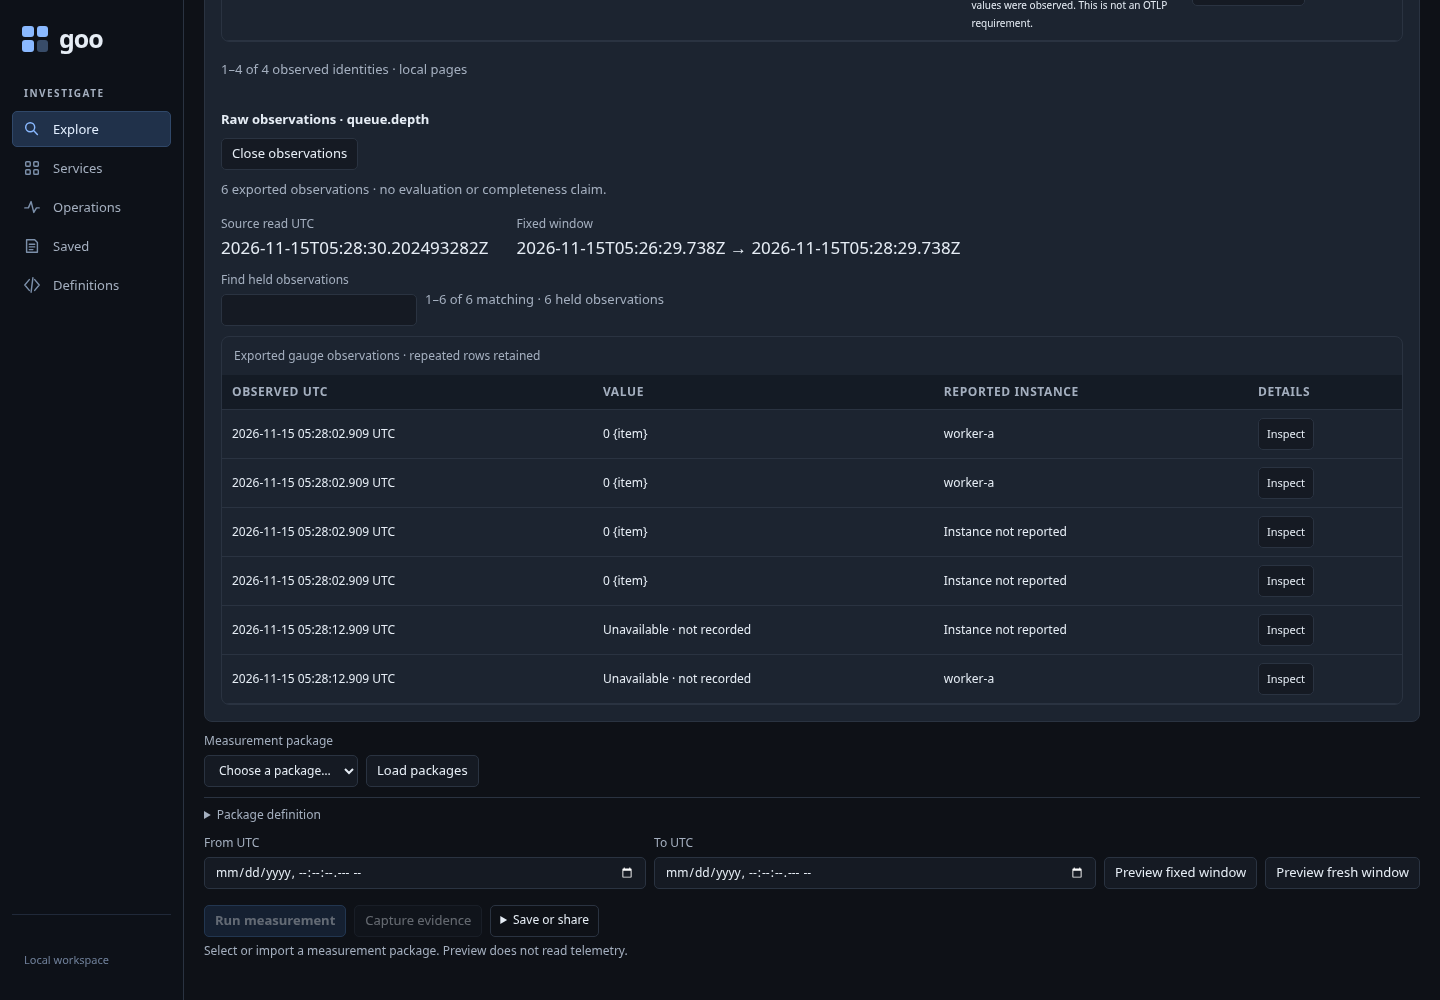 goo
INVESTIGATE
Explore
Services
Operations
Saved
Definitions
Local workspace
values were observed. This is not an OTLP
requirement.
1–4 of 4 observed identities · local pages
Raw observations · queue.depth
Close observations
6 exported observations · no evaluation or completeness claim.
Source read UTC
2026-11-15T05:28:30.202493282Z
Fixed window
2026-11-15T05:26:29.738Z → 2026-11-15T05:28:29.738Z
Find held observations
1–6 of 6 matching · 6 held observations
Exported gauge observations · repeated rows retained
OBSERVED UTC VALUE REPORTED INSTANCE DETAILS
2026-11-15 05:28:02.909 UTC 0 {item} worker-a Inspect
2026-11-15 05:28:02.909 UTC 0 {item} worker-a Inspect
2026-11-15 05:28:02.909 UTC 0 {item} Instance not reported Inspect
2026-11-15 05:28:02.909 UTC 0 {item} Instance not reported Inspect
2026-11-15 05:28:12.909 UTC Unavailable · not recorded Instance not reported Inspect
2026-11-15 05:28:12.909 UTC Unavailable · not recorded worker-a Inspect
Measurement package
Choose a package... Load packages
Package definition
From UTC To UTC
mm/dd/yyyy, --:--:--.--- -- mm/dd/yyyy, --:--:--.--- -- Preview fixed window Preview fresh window
Run measurement Capture evidence Save or share
Select or import a measurement package. Preview does not read telemetry.